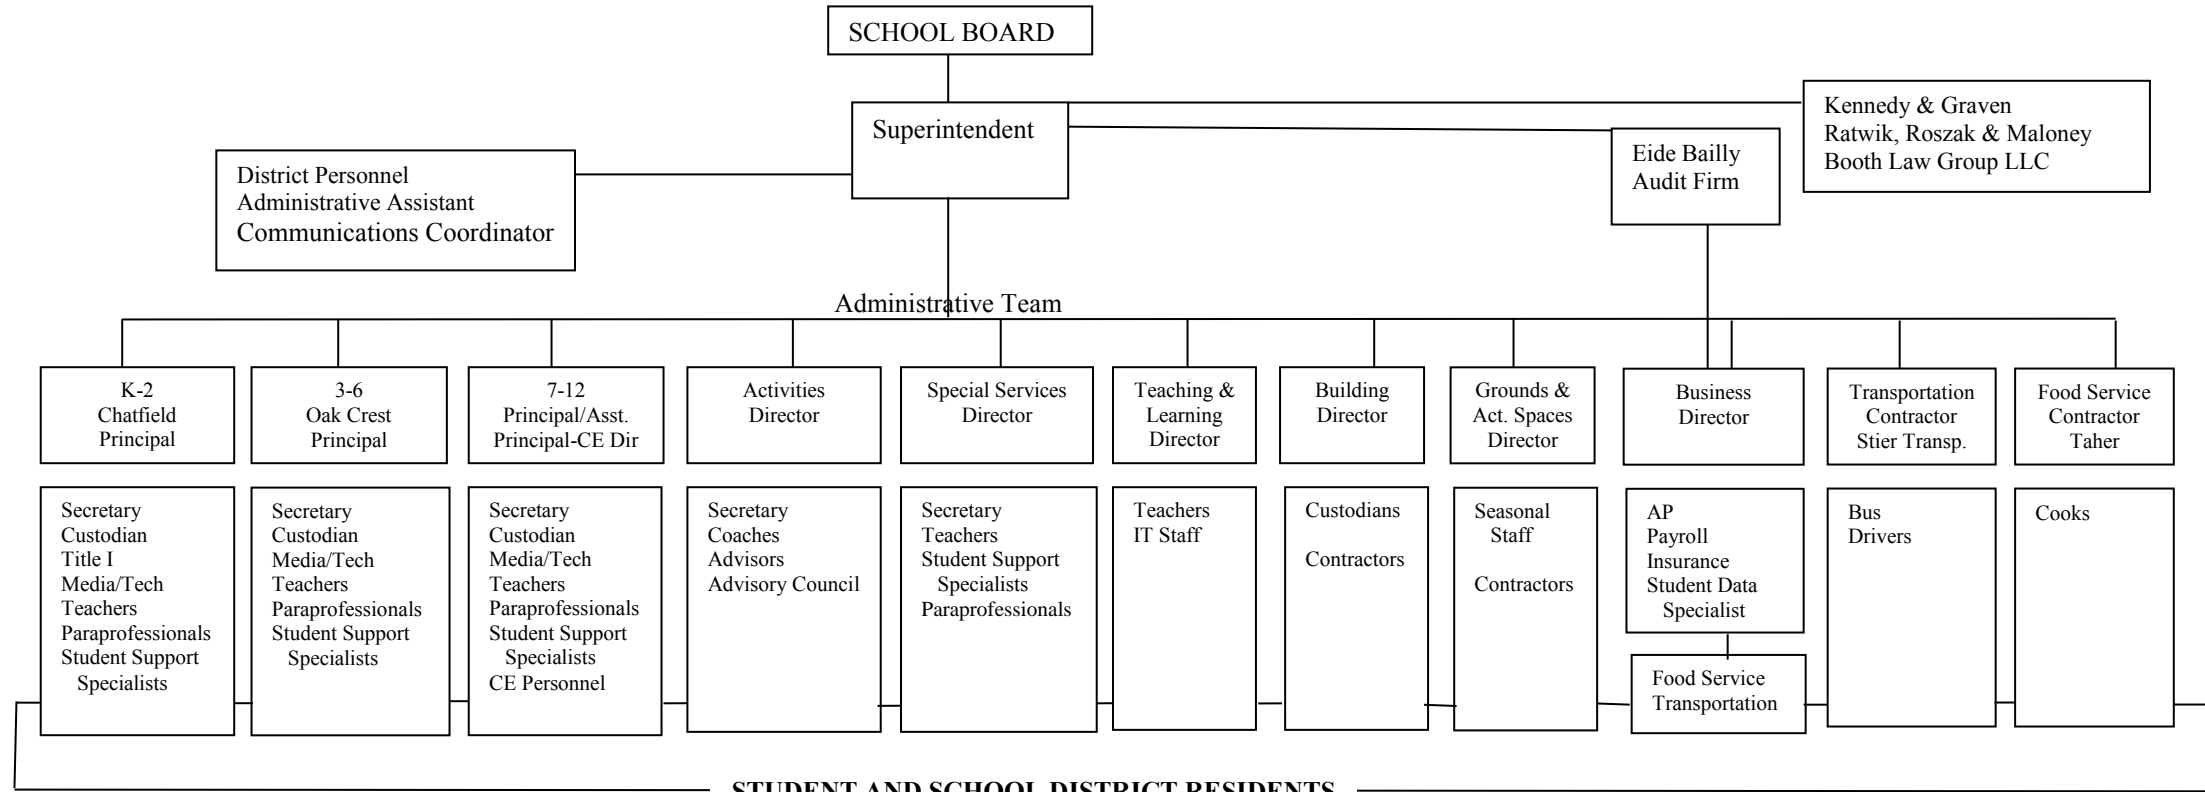 SCHOOL BOARD
Superintendent
Kennedy & Graven
Ratwik, Roszak & Maloney
Booth Law Group LLC
Eide Bailly
Audit Firm
District Personnel
Administrative Assistant
Communications Coordinator
Administrative Team
K-2
Chatfield
Principal
3-6
Oak Crest
Principal
7-12
Principal/Asst.
Principal-CE Dir
Activities
Director
Special Services
Director
Teaching &
Learning
Director
Building
Director
Grounds &
Act. Spaces
Director
Business
Director
Transportation
Contractor
Stier Transp.
Food Service
Contractor
Taher
Secretary
Custodian
Title I
Media/Tech
Teachers
Paraprofessionals
Student Support
Specialists
Secretary
Custodian
Media/Tech
Teachers
Paraprofessionals
Student Support
Specialists
Secretary
Custodian
Media/Tech
Teachers
Paraprofessionals
Student Support
Specialists
CE Personnel
Secretary
Coaches
Advisors
Advisory Council
Secretary
Teachers
Student Support
Specialists
Paraprofessionals
Teachers
IT Staff
Custodians
Contractors
Seasonal
Staff
Contractors
AP
Payroll
Insurance
Student Data
Specialist
Food Service
Transportation
Bus
Drivers
Cooks
STUDENT AND SCHOOL DISTRICT RESIDENTS